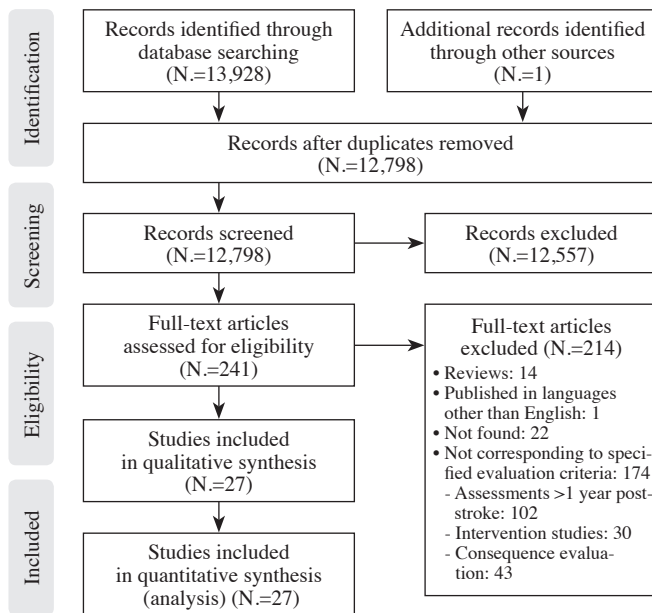 Identification
Records identified through
database searching
(N.=13,928)
Additional records identified
through other sources
(N.=1)
Records after duplicates removed
(N.=12,798)
Screening
Records screened
(N.=12,798)
Records excluded
(N.=12,557)
Eligibility
Full-text articles
assessed for eligibility
(N.=241)
Full-text articles
excluded (N.=214)
• Reviews: 14
• Published in languages
other than English: 1
• Not found: 22
• Not corresponding to speci-
fied evaluation criteria: 174
- Assessments >1 year post-
stroke: 102
- Intervention studies: 30
- Consequence evalua-
tion: 43
Studies included
in qualitative synthesis
(N.=27)
Included
Studies included
in quantitative synthesis
(analysis) (N.=27)